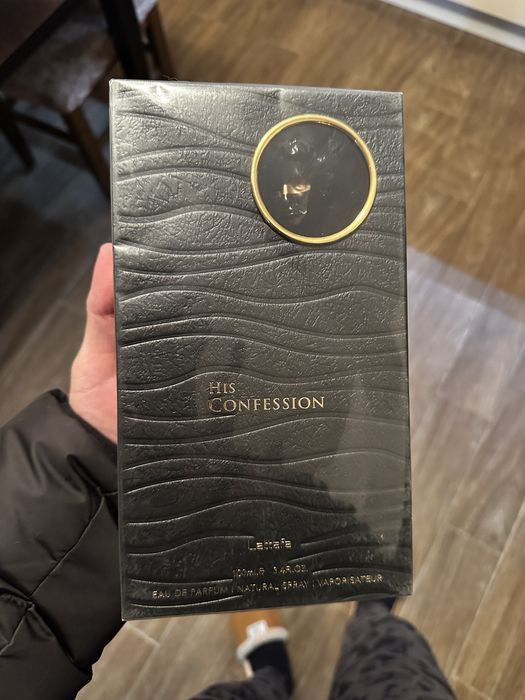 HIS
CONFESSION
Lattafa
100ml.℮ 3.4FL.OZ.
EAU DE PARFUM | NATURAL SPRAY | VAPORISATEUR